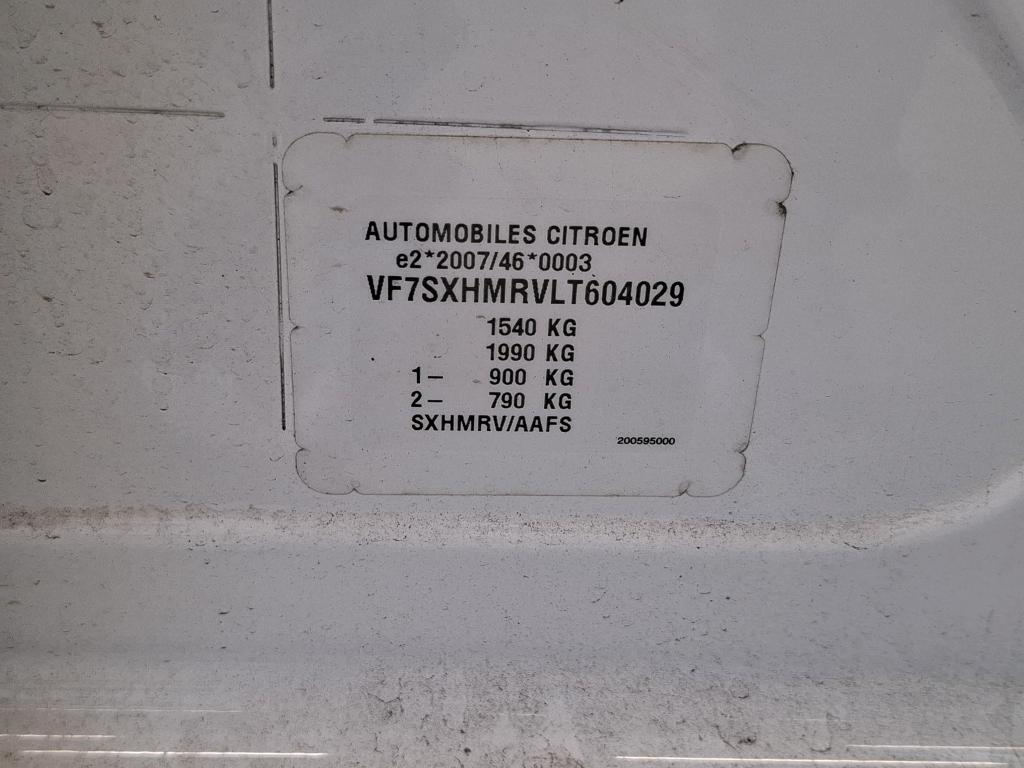 AUTOMOBILES CITROEN
e2*2007/46*0003
VF7SXHMRVLT604029
1540 KG
1990 KG
1– 900 KG
2– 790 KG
SXHMRV/AAFS
200595000